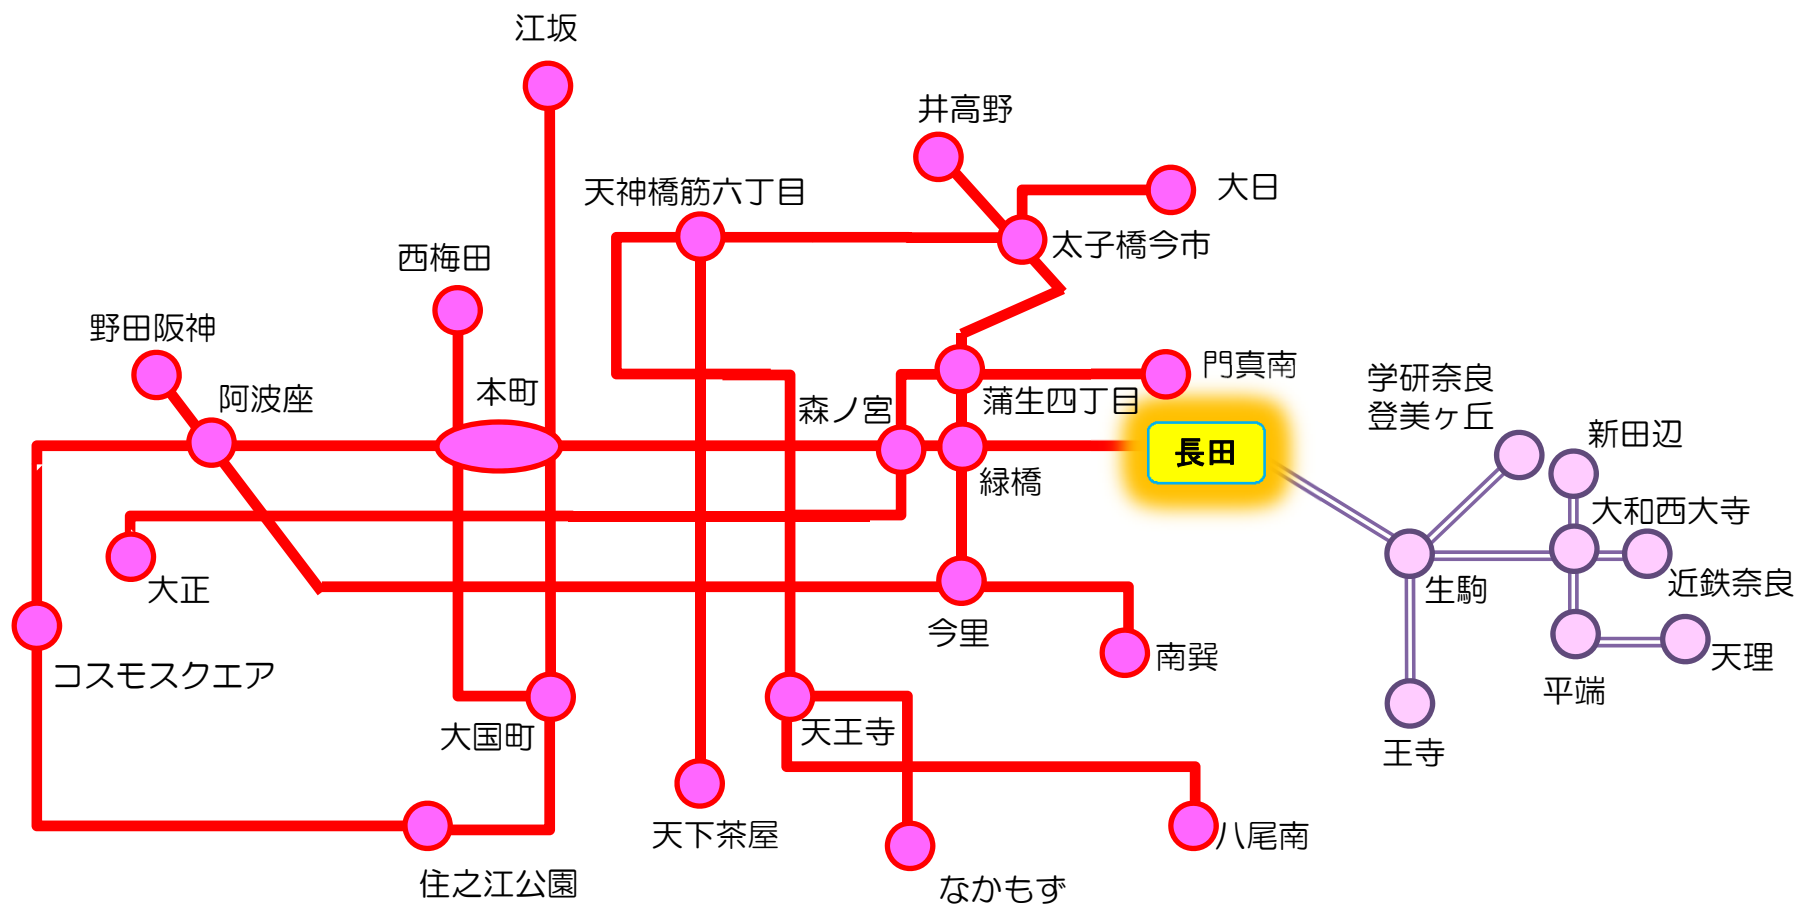 江坂
井高野
天神橋筋六丁目
大日
太子橋今市
西梅田
野田阪神
阿波座
本町
森ノ宮
蒲生四丁目
門真南
学研奈良
登美ヶ丘
新田辺
長田
緑橋
大和西大寺
大正
生駒
近鉄奈良
今里
南巽
天理
コスモスクエア
平端
大国町
天王寺
王寺
天下茶屋
八尾南
住之江公園
なかもず